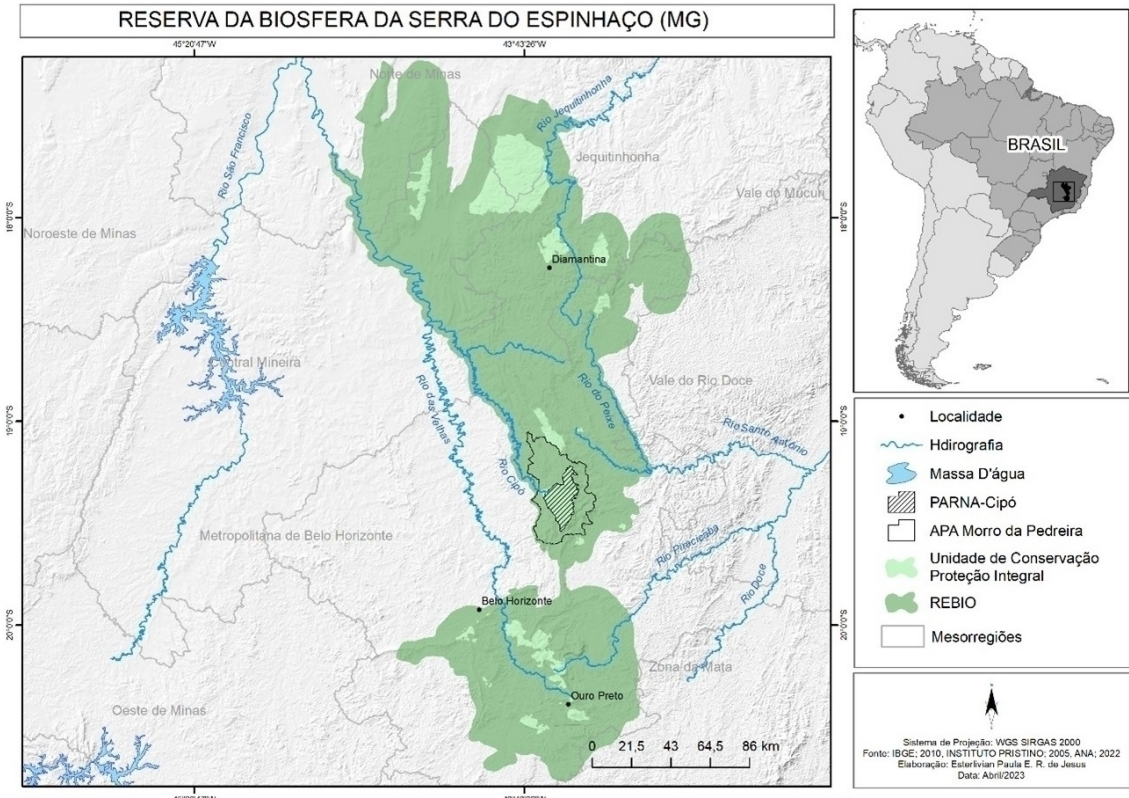 RESERVA DA BIOSFERA DA SERRA DO ESPINHAÇO (MG)
45°20'47"
43°43'26"
Norte de Minas
Rio Jequitinhonha
Rio São Francisco
Jequitinhonha
Vale do Mucuri
18°0'0"S
18°0'0"S
Noroeste de Minas
Diamantina
Central Mineira
Rio das Velhas
Rio do Peixe
Vale do Rio Doce
19°0'0"S
19°0'0"S
Rio Santo Antônio
Rio Cipó
Metropolitana de Belo Horizonte
Rio Piracicaba
Rio Doce
Belo Horizonte
20°0'0"S
20°0'0"S
Zona da Mata
Ouro Preto
Oeste de Minas
0 21,5 43 64,5 86 km
BRASIL
Localidade
Hdirografia
Massa D'água
PARNA-Cipó
APA Morro da Pedreira
Unidade de Conservação
Proteção Integral
REBIO
Mesorregiões
Sistema de Projeção: WGS SIRGAS 2000
Fonte: IBGE; 2010, INSTITUTO PRISTINO; 2005, ANA; 2022
Elaboração: Esterlivian Paula E. R. de Jesus
Data: Abril/2023